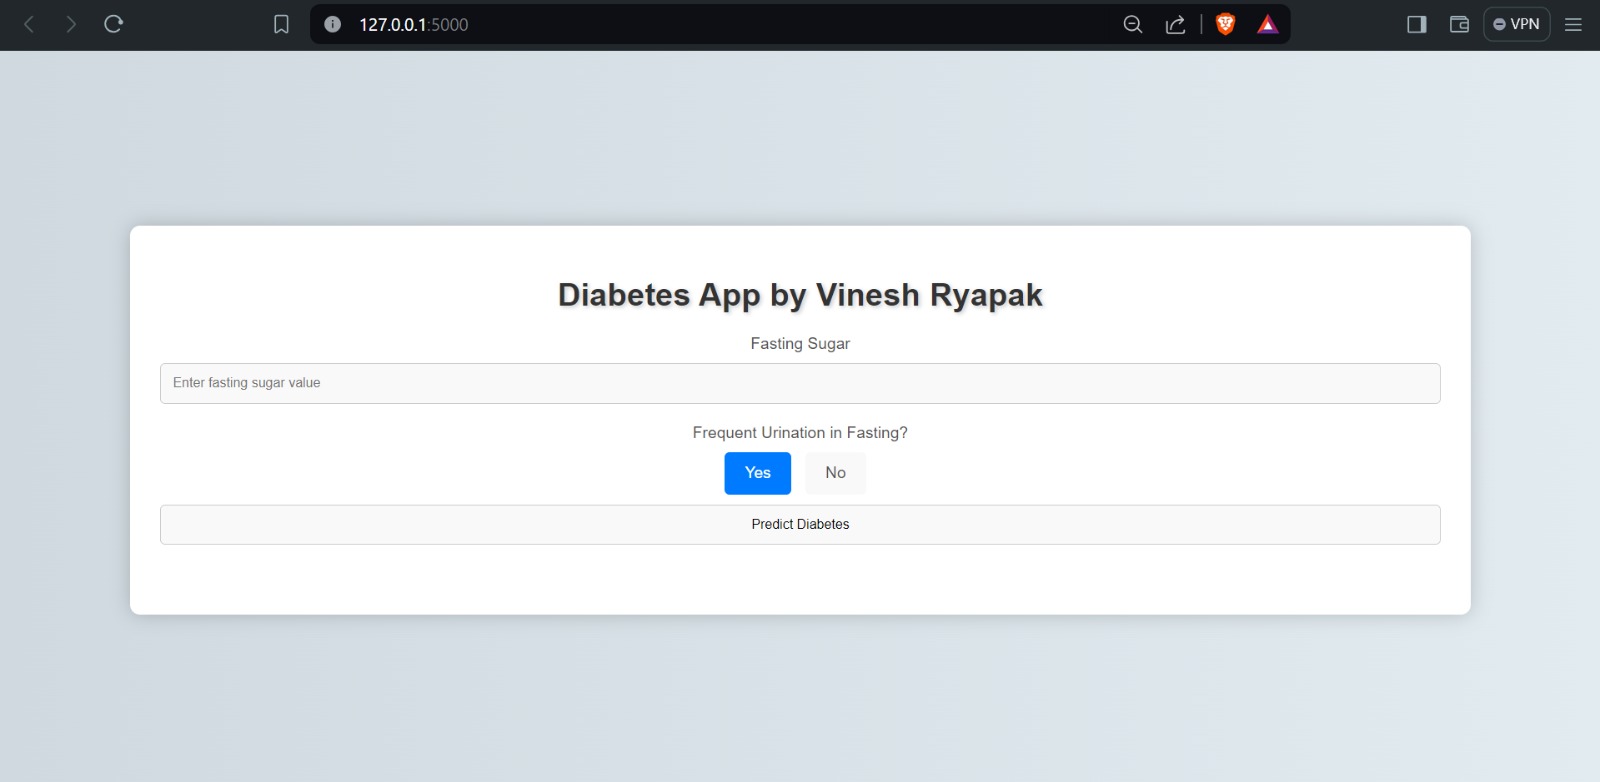 127.0.0.1:5000
VPN
Diabetes App by Vinesh Ryapak
Fasting Sugar
Enter fasting sugar value
Frequent Urination in Fasting?
Yes No
Predict Diabetes